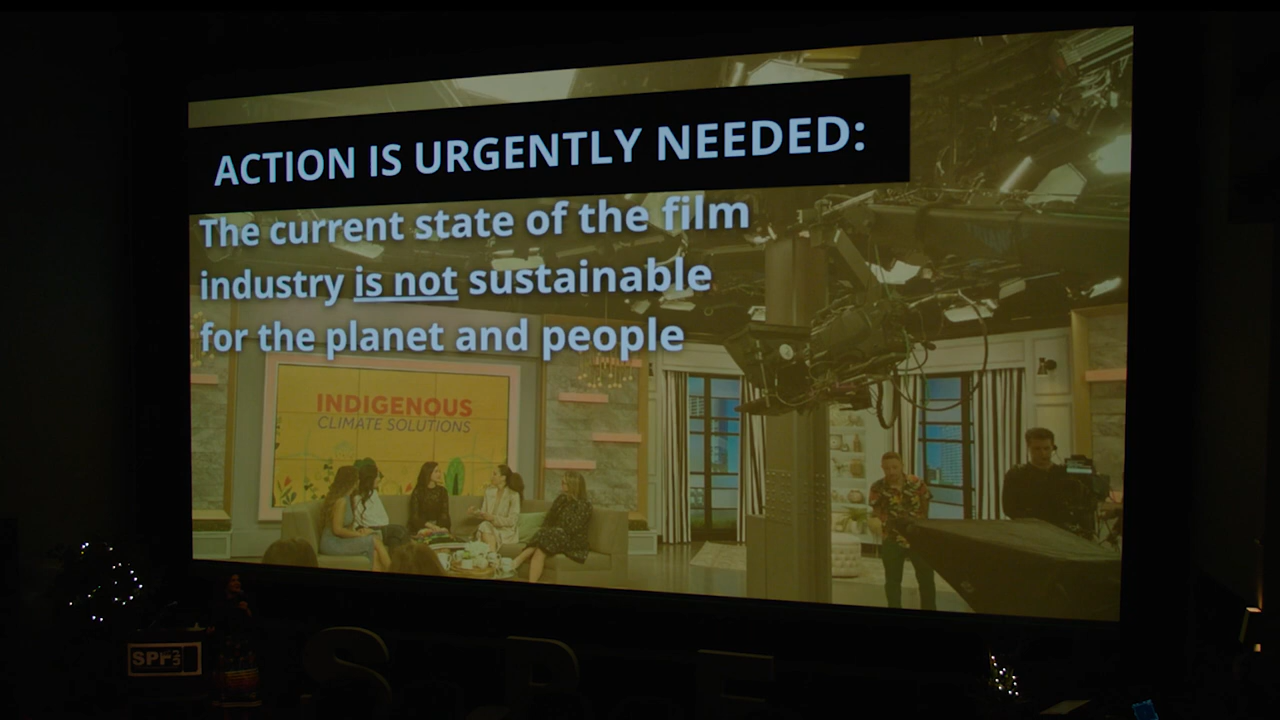 ACTION IS URGENTLY NEEDED:
The current state of the film
industry is not sustainable
for the planet and people
INDIGENOUS
CLIMATE SOLUTIONS
SPF
S P F